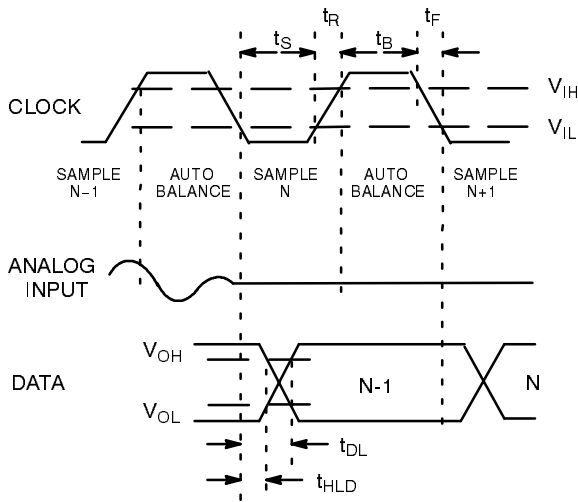 tR tF
tS tB
CLOCK VIH
VIL
SAMPLE N−1 AUTO BALANCE SAMPLE N AUTO BALANCE SAMPLE N+1
ANALOG INPUT
VOH
DATA N-1 N
VOL
tDL
tHLD